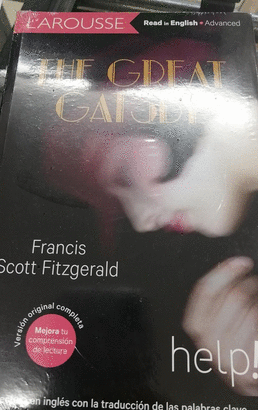 LAROUSSE
Read in English • Advanced
THE GREAT
GATSBY
Francis
Scott Fitzgerald
Versión original completa
Mejora tu
comprensión
de lectura
help!
en inglés con la traducción de las palabras clave